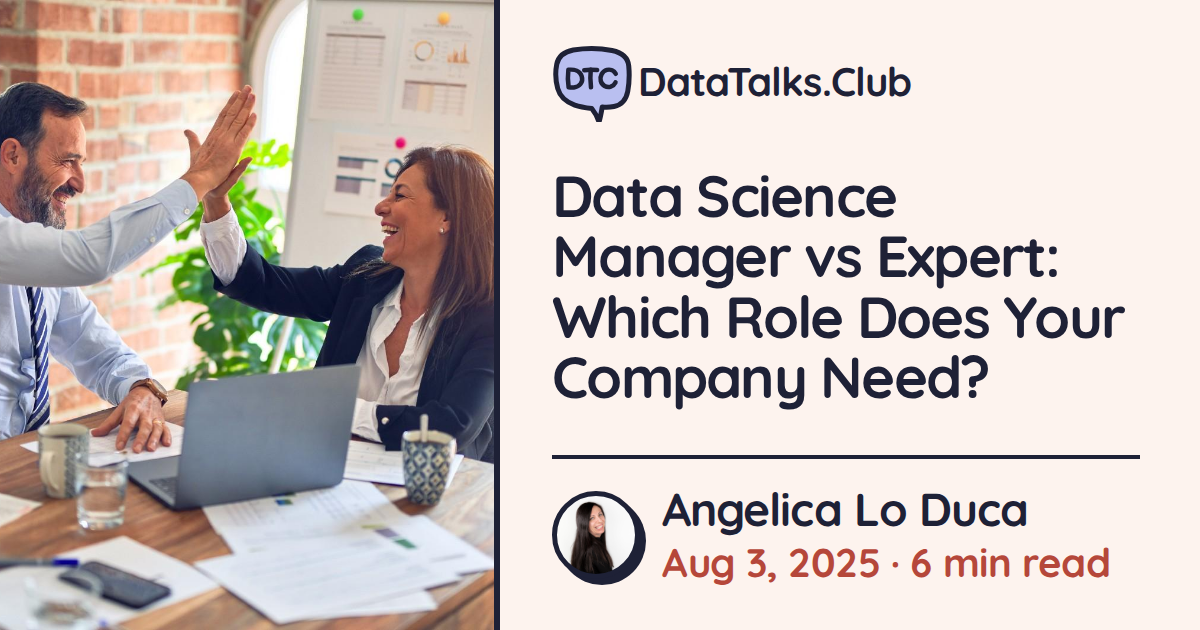 DTC DataTalks.Club
Data Science
Manager vs Expert:
Which Role Does Your
Company Need?
Angelica Lo Duca
Aug 3, 2025 · 6 min read